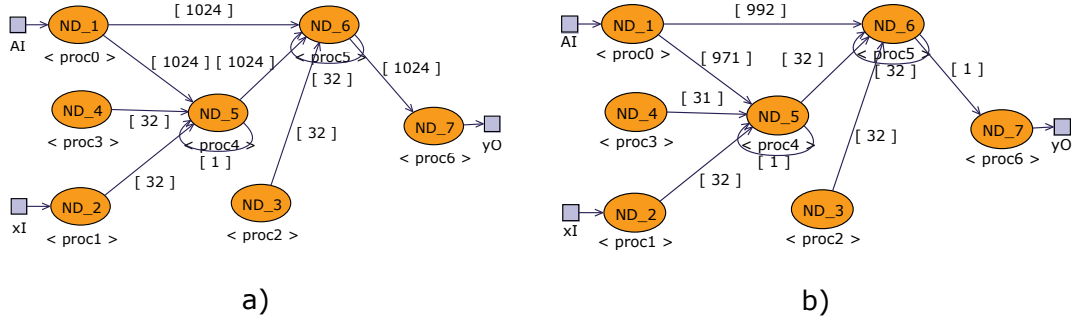 [ 1024 ]
ND_1
ND_6
AI
< proc0 >
< proc5 >
[ 1024 ] [ 1024 ]
[ 32 ]
[ 1024 ]
ND_4
ND_5
[ 32 ]
< proc3 >
< proc4 >
[ 1 ]
[ 32 ]
ND_7
< proc6 >
yO
[ 32 ]
ND_2
ND_3
xI
< proc1 >
< proc2 >
a)
[ 992 ]
ND_1
ND_6
AI
< proc0 >
< proc5 >
[ 971 ]
[ 32 ]
[ 32 ]
[ 1 ]
ND_4
[ 31 ]
ND_5
< proc3 >
< proc4 >
[ 1 ]
[ 32 ]
ND_7
< proc6 >
yO
[ 32 ]
ND_2
ND_3
xI
< proc1 >
< proc2 >
b)